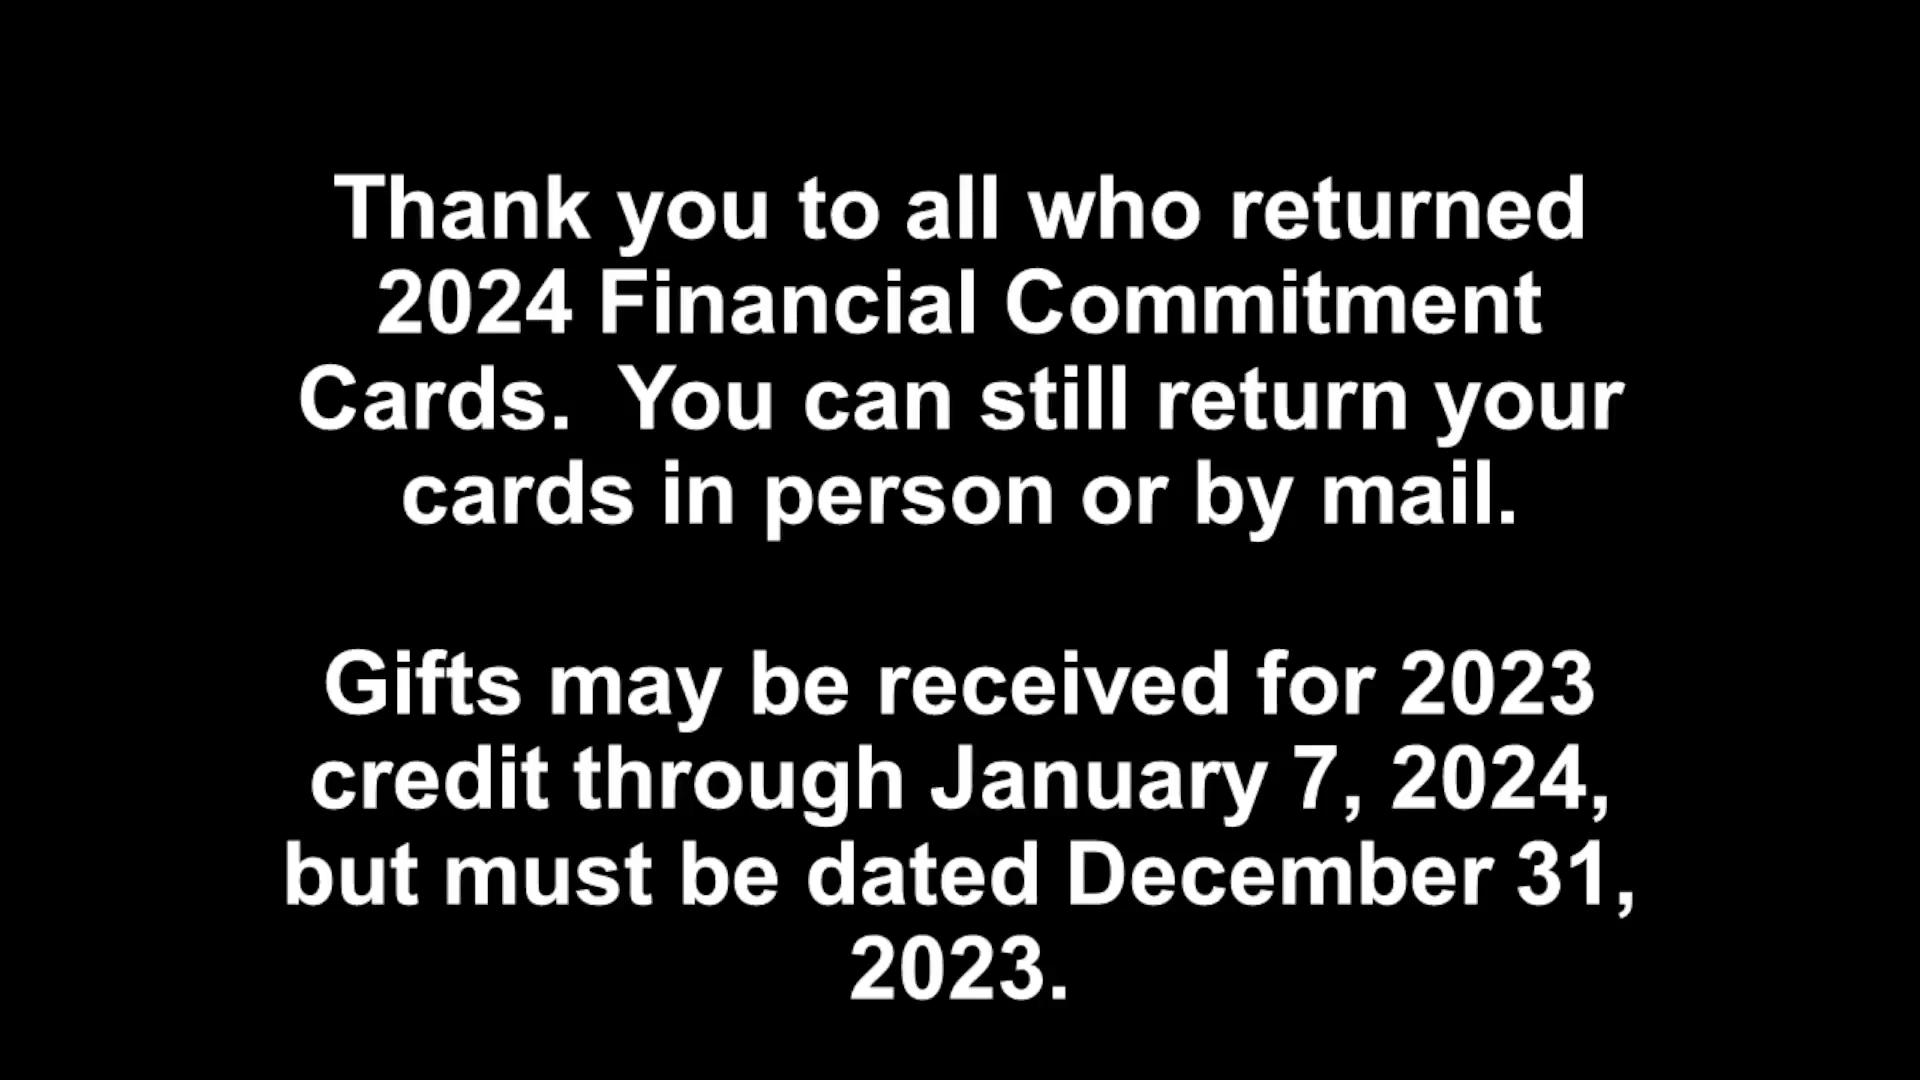 Thank you to all who returned
2024 Financial Commitment
Cards.  You can still return your
cards in person or by mail.
Gifts may be received for 2023
credit through January 7, 2024,
but must be dated December 31,
2023.